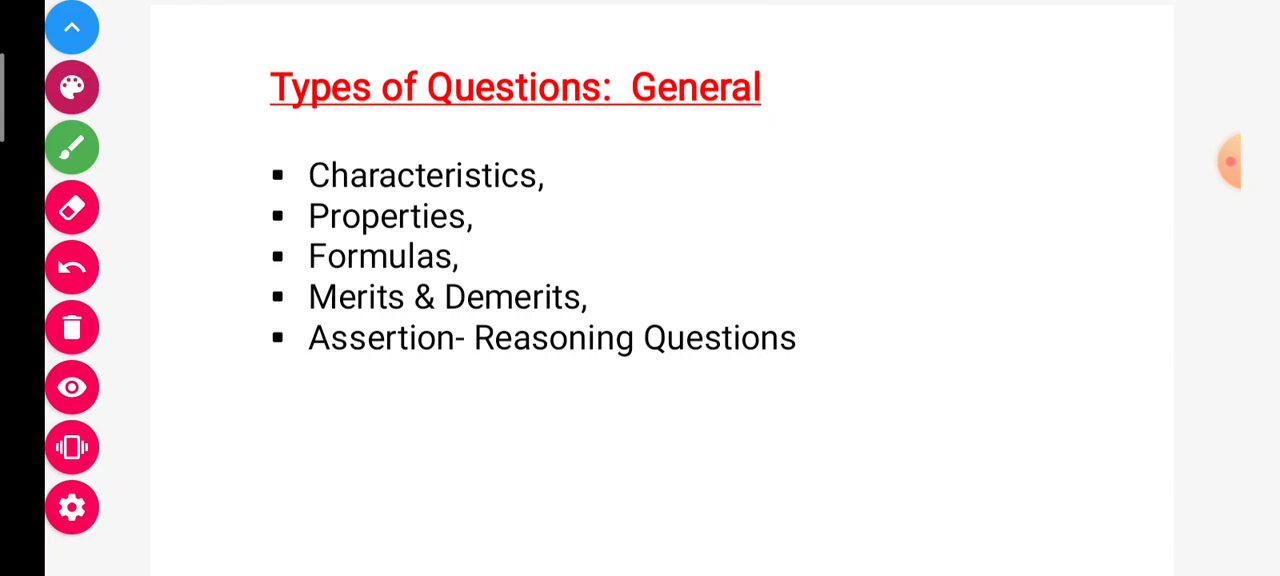 Types of Questions: General
▪ Characteristics,
▪ Properties,
▪ Formulas,
▪ Merits & Demerits,
▪ Assertion- Reasoning Questions